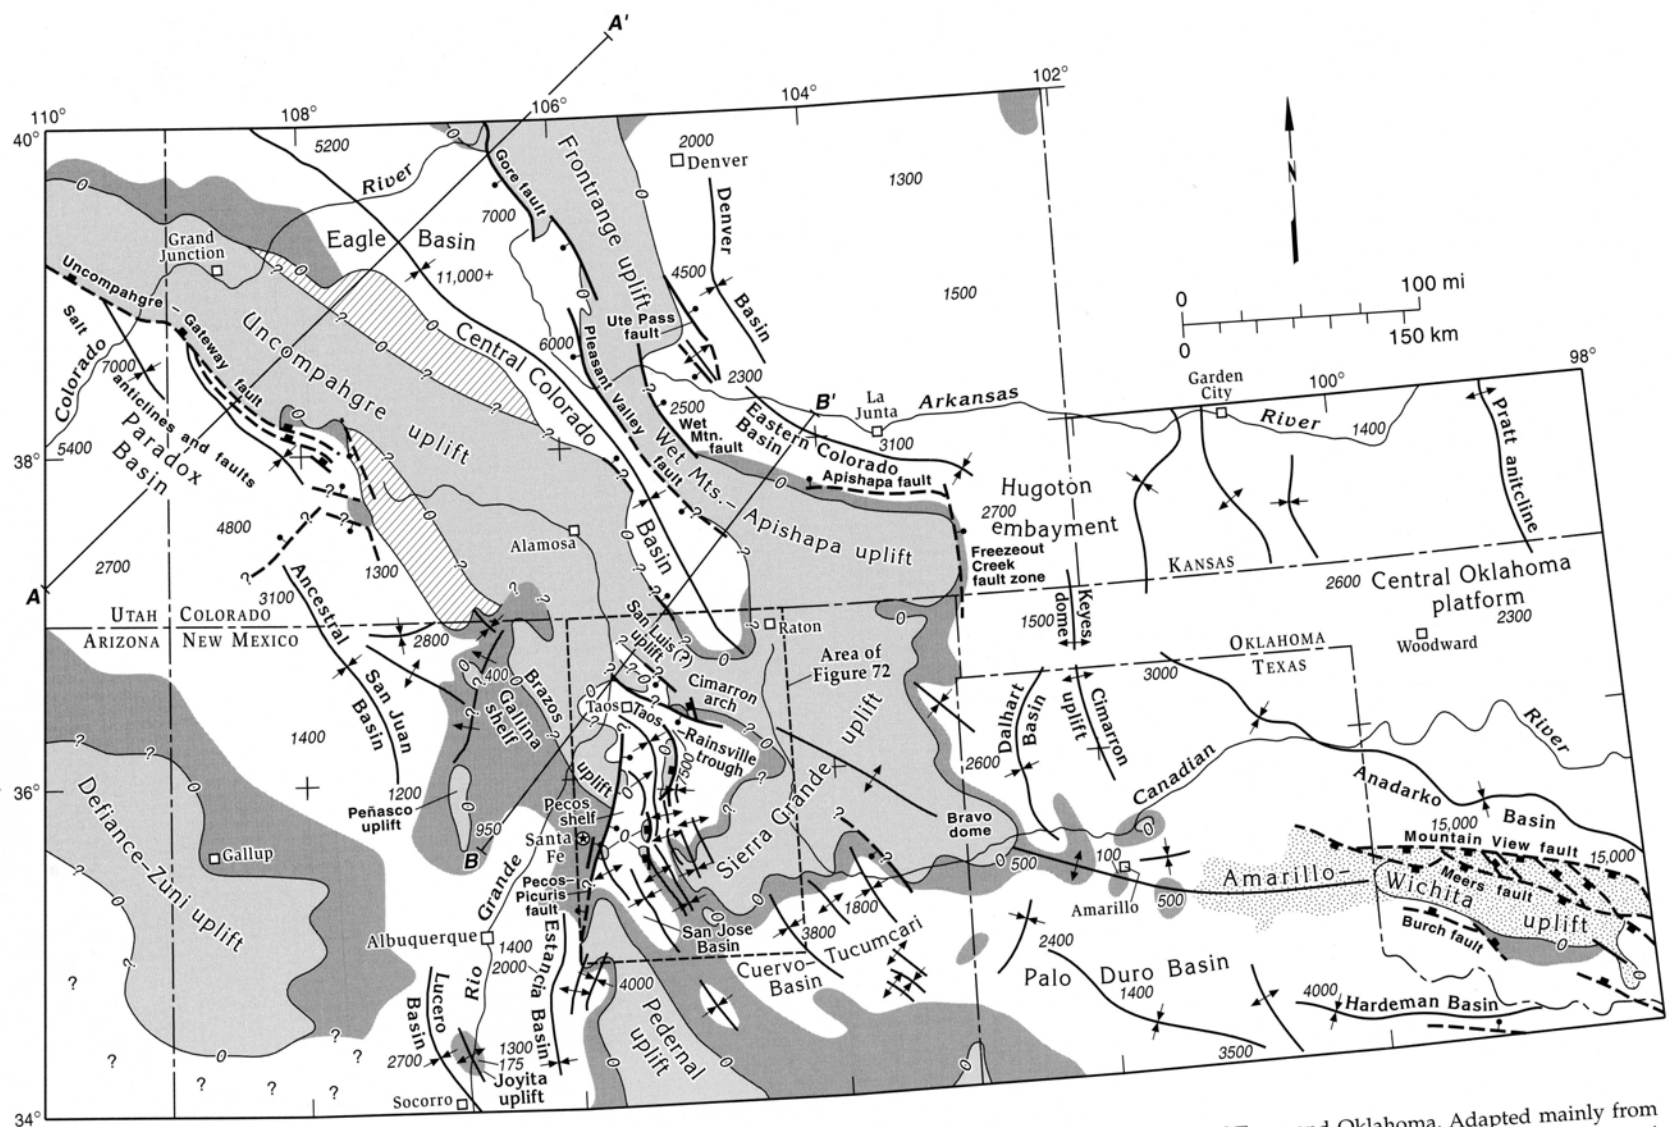 A'
110°
108°
106°
104°
102°
40°
5200
River
Gore fault
7000
Frontrange uplift
2000
Denver
Denver Basin
1300
N
Grand Junction
Eagle Basin
11,000+
4500
1500
0 100 mi
0 150 km
Uncompahgre – Gateway fault
Salt anticlines and faults
Colorado
7000
Uncompahgre uplift
Central Colorado Basin
6000
Ute Pass fault
Pleasant Valley fault
2300
98°
5400
Paradox Basin
2500
Wet Mtn. fault
B'
La Junta
Arkansas River
3100
Garden City
100°
1400
Pratt anitcline
38°
Eastern Colorado Basin
Apishapa fault
Wet Mts.– Apishapa uplift
Hugoton embayment
2700
4800
Alamosa
2700
A
1300
Freezeout Creek fault zone
KANSAS
2600
Central Oklahoma platform
2300
3100
Ancestral San Juan Basin
UTAH COLORADO
ARIZONA NEW MEXICO
2800
San Luis(?) uplift
Raton
Area of Figure 72
1500
Keyes dome
OKLAHOMA
TEXAS
Woodward
400
Gallina shelf
Brazos uplift
Taos
Cimarron arch
Taos–Rainsville trough
7500
Sierra Grande uplift
Dalhart Basin
Cimarron uplift
3000
2600
Canadian River
1400
36°
Defiance–Zuni uplift
1200
Peñasco uplift
Pecos shelf
950
B
Santa Fe
Bravo dome
Anadarko Basin
15,000
Mountain View fault
15,000
Gallup
Rio Grande
Pecos–Picuris fault
500
100
500
Amarillo
Amarillo–Wichita uplift
Meers fault
Burch fault
Albuquerque
1400
2000
Estancia Basin
San Jose Basin
1800
3800
Cuervo–Tucumcari Basin
2400
Palo Duro Basin
1400
4000
Hardeman Basin
Lucero Basin
4000
Pedernal uplift
2700
1300
175
Joyita uplift
3500
Socorro
34°
and Oklahoma. Adapted mainly from